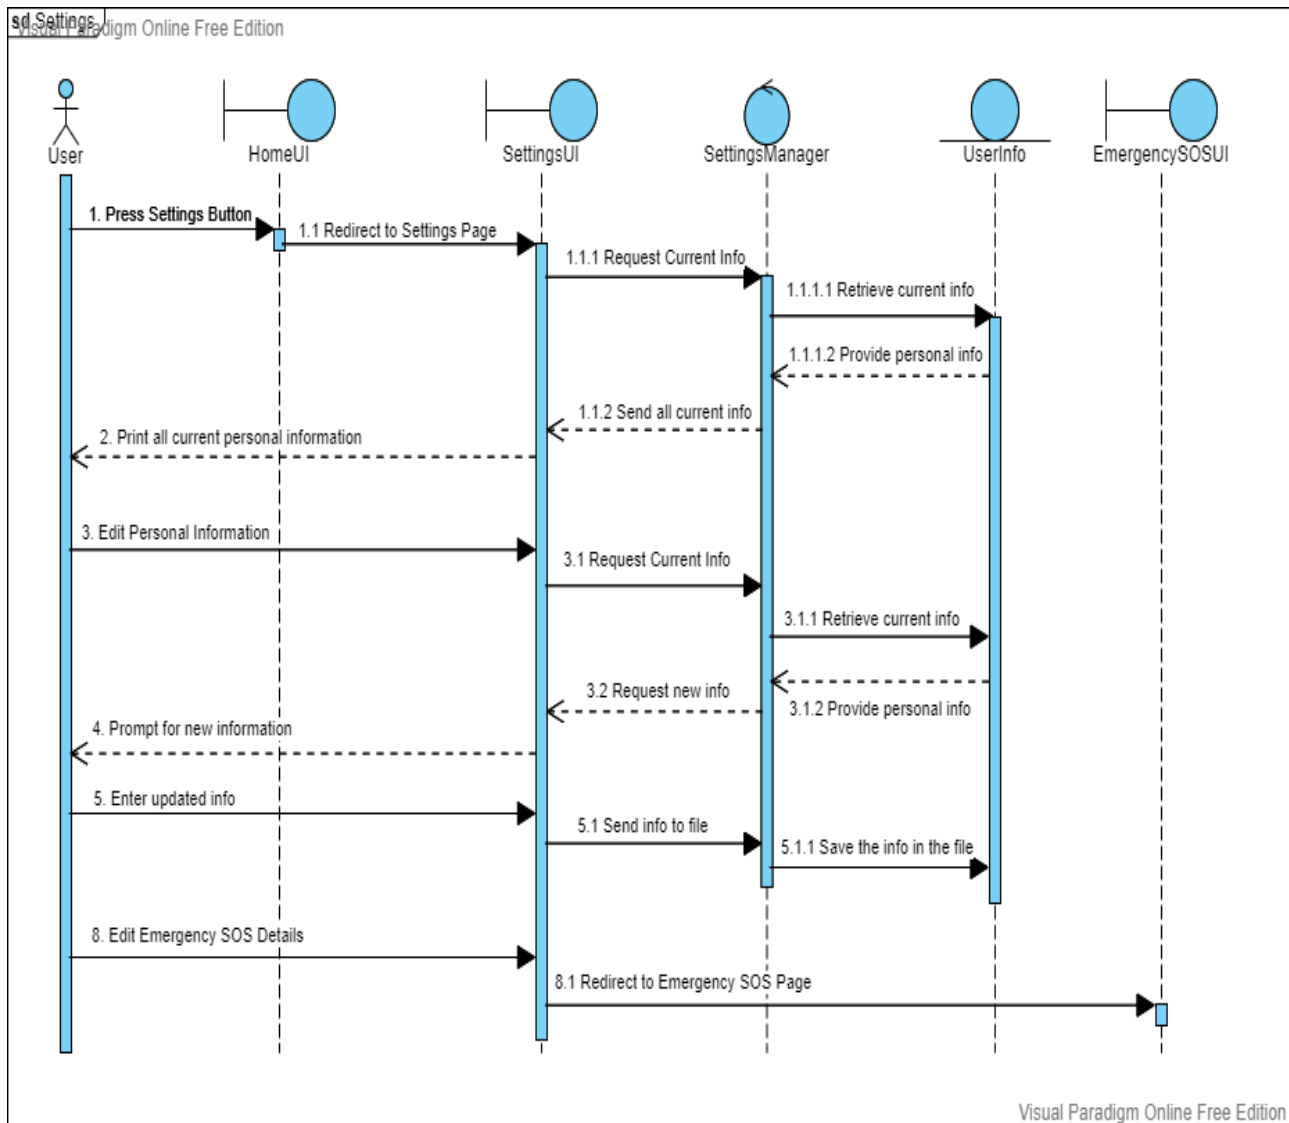 sd Settings
Visual Paradigm Online Free Edition
User
HomeUI
SettingsUI
SettingsManager
UserInfo
EmergencySOSUI
1. Press Settings Button
1.1 Redirect to Settings Page
1.1.1 Request Current Info
1.1.1.1 Retrieve current info
1.1.1.2 Provide personal info
1.1.2 Send all current info
2. Print all current personal information
3. Edit Personal Information
3.1 Request Current Info
3.1.1 Retrieve current info
3.1.2 Provide personal info
3.2 Request new info
4. Prompt for new information
5. Enter updated info
5.1 Send info to file
5.1.1 Save the info in the file
8. Edit Emergency SOS Details
8.1 Redirect to Emergency SOS Page
Visual Paradigm Online Free Edition